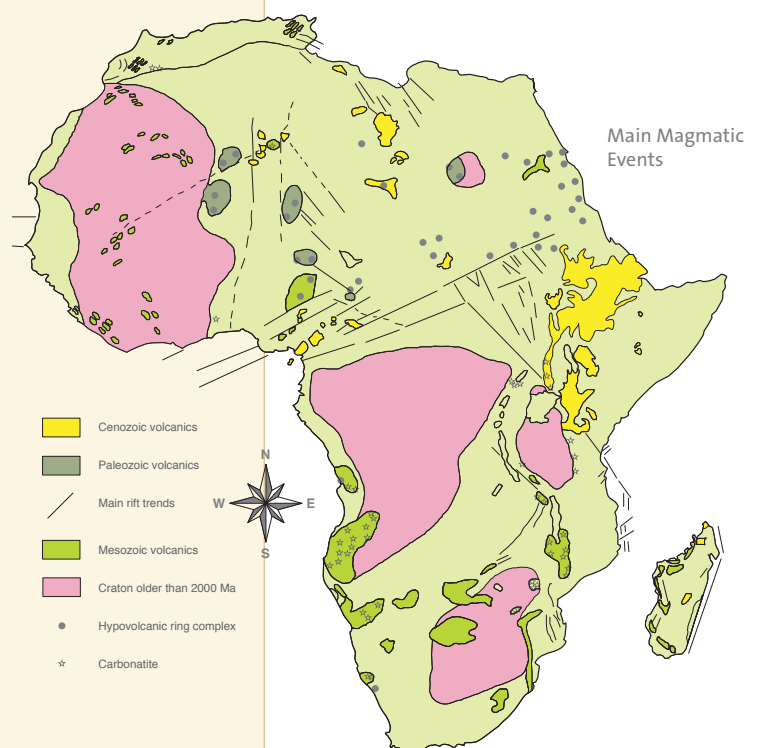 Main Magmatic
Events
Cenozoic volcanics
Paleozoic volcanics
Main rift trends
Mesozoic volcanics
Craton older than 2000 Ma
Hypovolcanic ring complex
Carbonatite
N
W
E
S